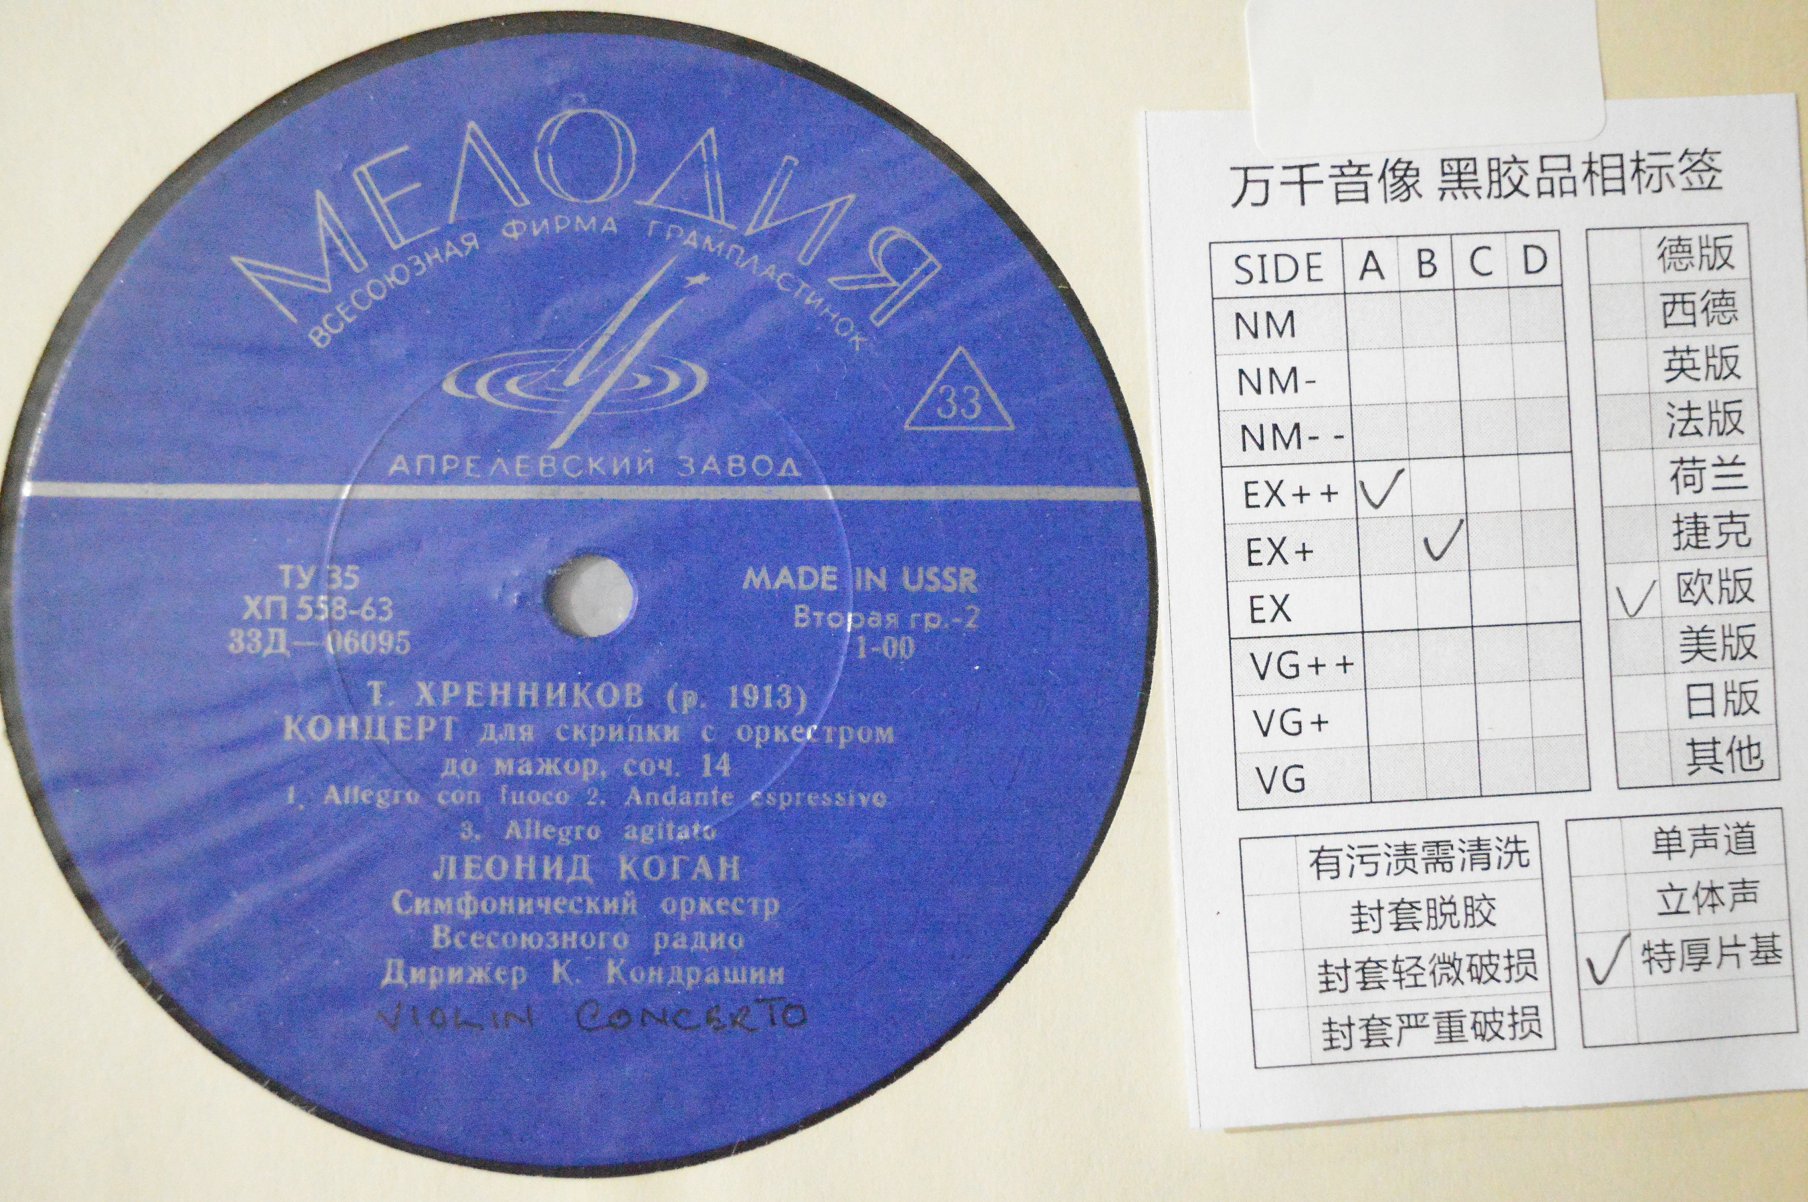 МЕЛОДИЯ
ВСЕСОЮЗНАЯ ФИРМА ГРАМПЛАСТИНОК
33
АПРЕЛЕВСКИЙ ЗАВОД
ТУ 35
ХП 558-63
33Д—06095
MADE IN USSR
Вторая гр.-2
1-00
Т. ХРЕННИКОВ (р. 1913)
КОНЦЕРТ для скрипки с оркестром
до мажор, соч. 14
1. Allegro con fuoco 2. Andante espressivo
3. Allegro agitato
ЛЕОНИД КОГАН
Симфонический оркестр
Всесоюзного радио
Дирижер К. Кондрашин
VIOLIN CONCERTO
万千音像 黑胶品相标签
SIDE A B C D
NM
NM-
NM--
EX++ ✓
EX+ ✓
EX
VG++
VG+
VG
德版
西德
英版
法版
荷兰
捷克
✓ 欧版
美版
日版
其他
有污渍需清洗
封套脱胶
封套轻微破损
封套严重破损
单声道
立体声
✓ 特厚片基